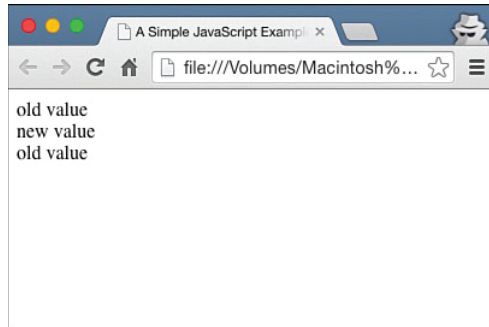 A Simple JavaScript Exampl
file:///Volumes/Macintosh%...
old value
new value
old value